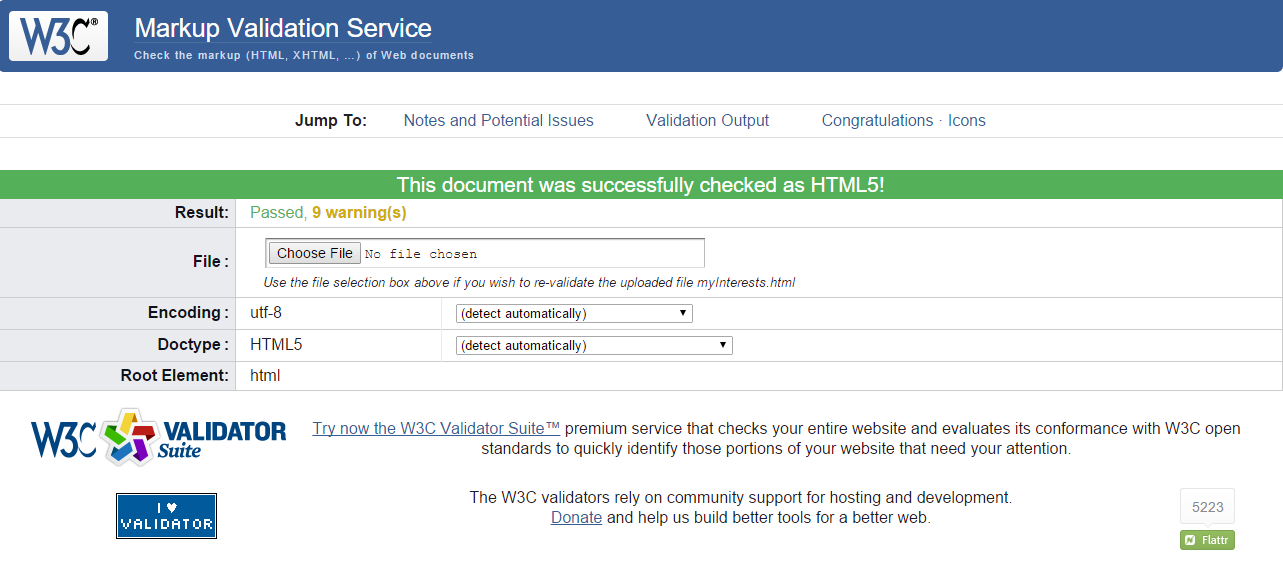 W3C®
Markup Validation Service
Check the markup (HTML, XHTML, …) of Web documents
Jump To: Notes and Potential Issues Validation Output Congratulations · Icons
This document was successfully checked as HTML5!
Result: Passed, 9 warning(s)
File : Choose File No file chosen
Use the file selection box above if you wish to re-validate the uploaded file myInterests.html
Encoding : utf-8 (detect automatically)
Doctype : HTML5 (detect automatically)
Root Element: html
W3C VALIDATOR Suite
Try now the W3C Validator Suite™ premium service that checks your entire website and evaluates its conformance with W3C open
standards to quickly identify those portions of your website that need your attention.
I ♥
VALIDATOR
The W3C validators rely on community support for hosting and development.
Donate and help us build better tools for a better web.
5223
Flattr